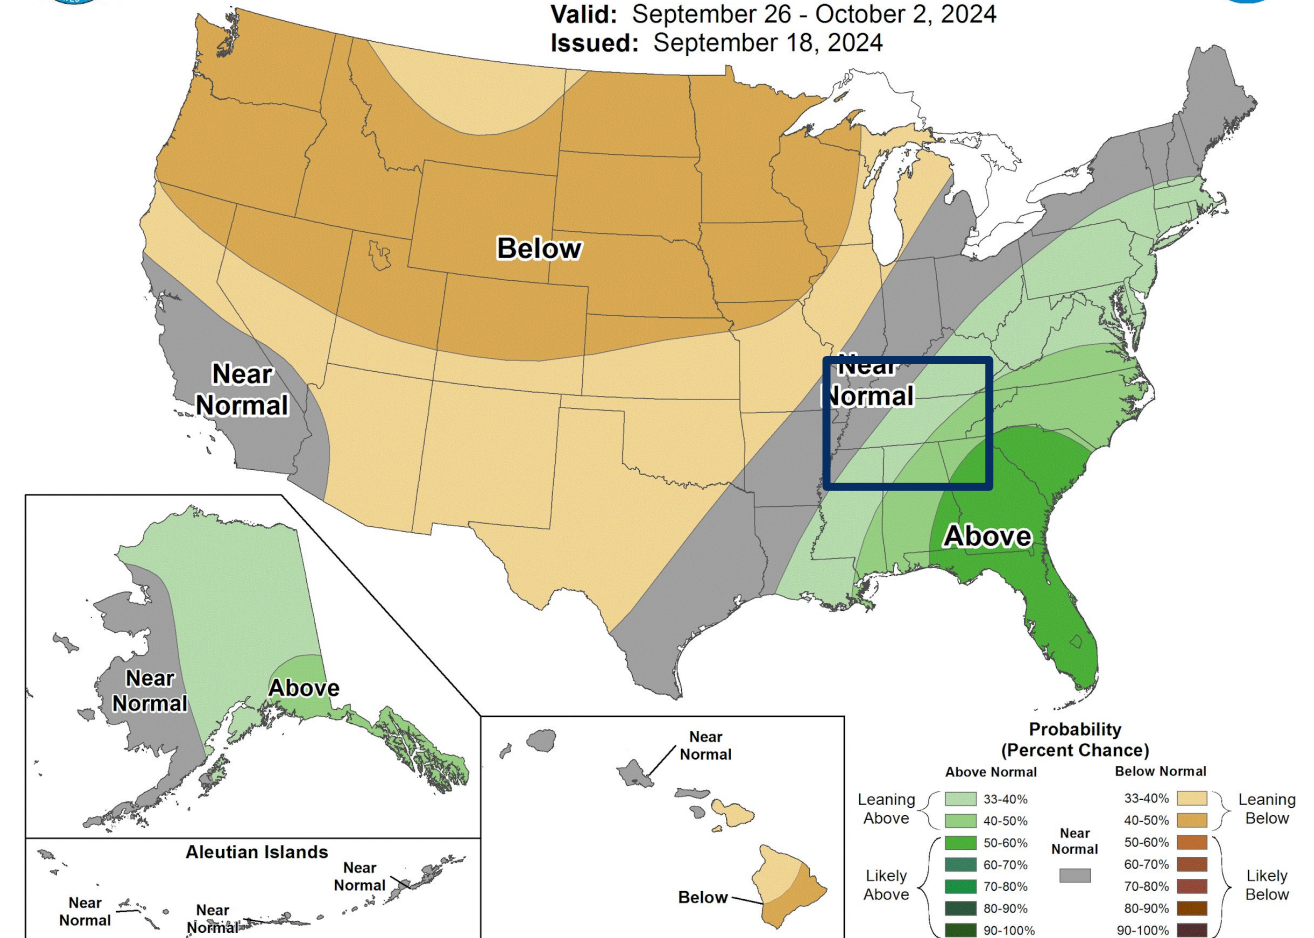 Valid: September 26 - October 2, 2024
Issued: September 18, 2024
Below
Near
Normal
Near
Normal
Above
Near
Normal
Above
Near
Normal
Below
Aleutian Islands
Near
Normal
Near
Normal
Near
Normal
Probability
(Percent Chance)
Above Normal
Below Normal
Leaning
Above
33-40%
40-50%
Likely
Above
50-60%
60-70%
70-80%
80-90%
90-100%
Near
Normal
33-40%
40-50%
Leaning
Below
50-60%
60-70%
70-80%
80-90%
90-100%
Likely
Below